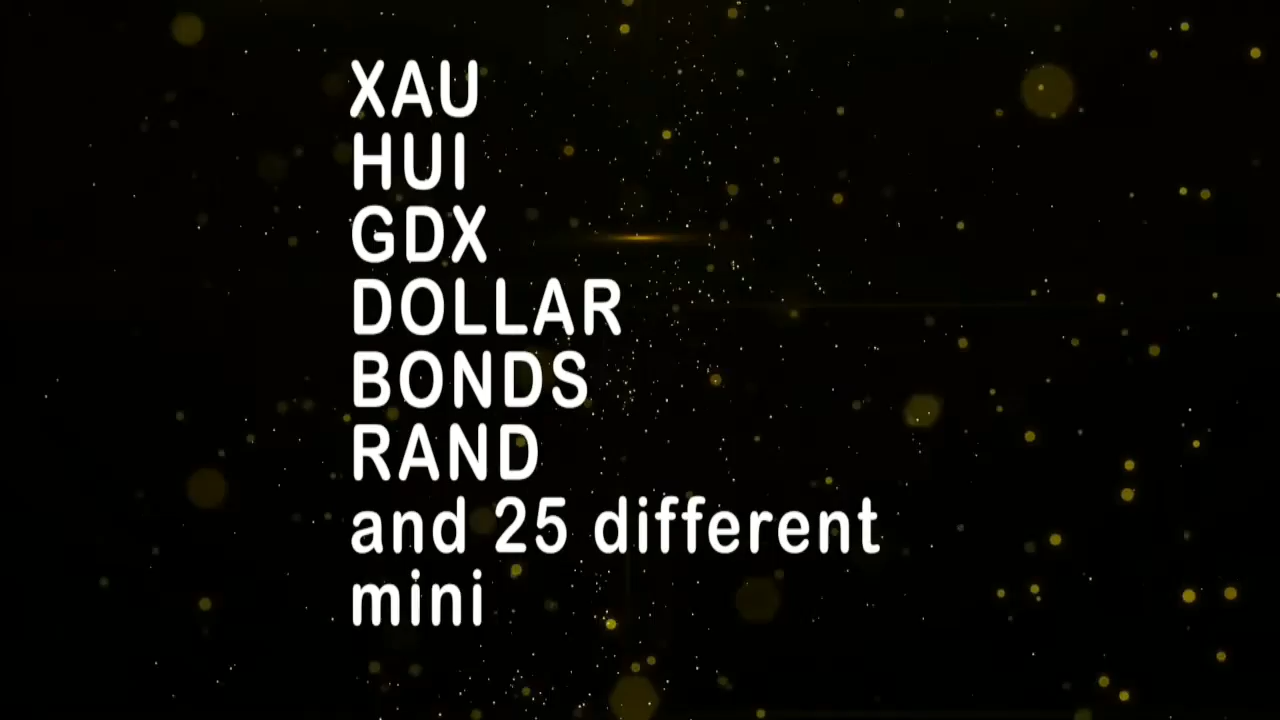 XAU
HUI
GDX
DOLLAR
BONDS
RAND
and 25 different
mini